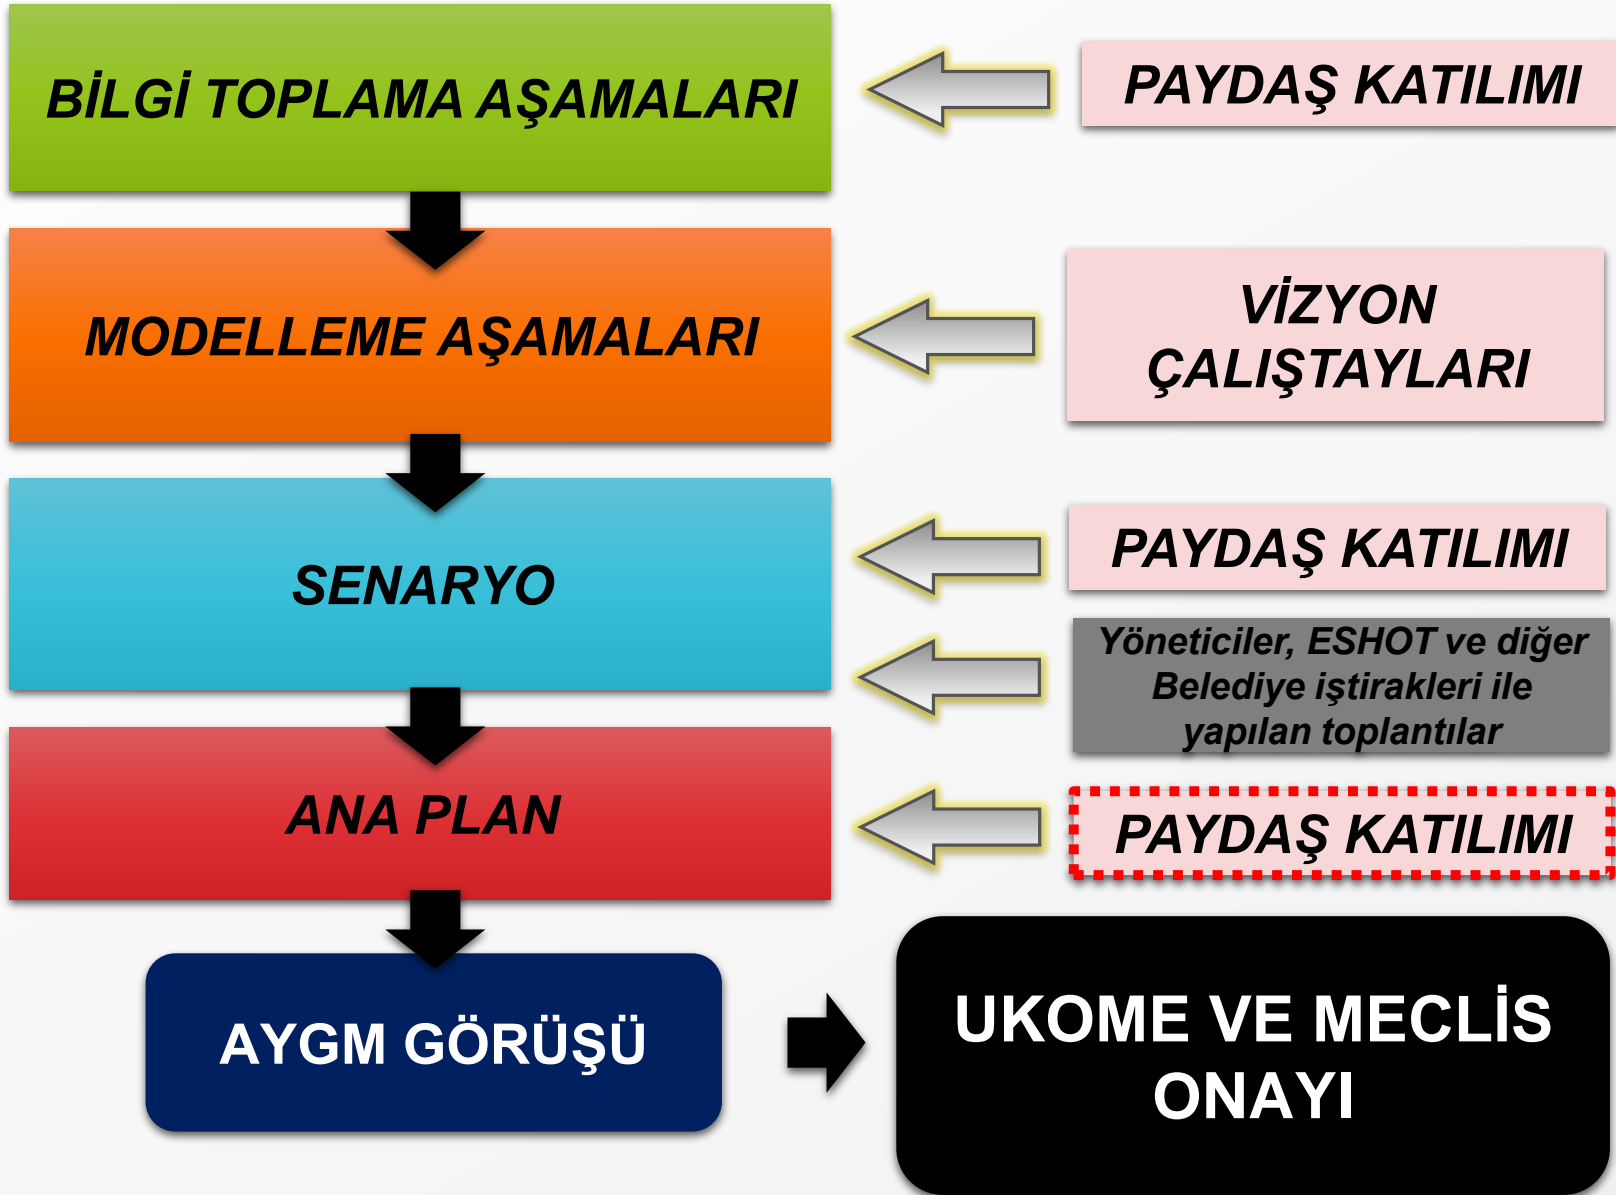 BİLGİ TOPLAMA AŞAMALARI
PAYDAŞ KATILIMI
MODELLEME AŞAMALARI
VİZYON
ÇALIŞTAYLARI
SENARYO
PAYDAŞ KATILIMI
Yöneticiler, ESHOT ve diğer
Belediye iştirakleri ile
yapılan toplantılar
ANA PLAN
PAYDAŞ KATILIMI
AYGM GÖRÜŞÜ
UKOME VE MECLİS
ONAYI